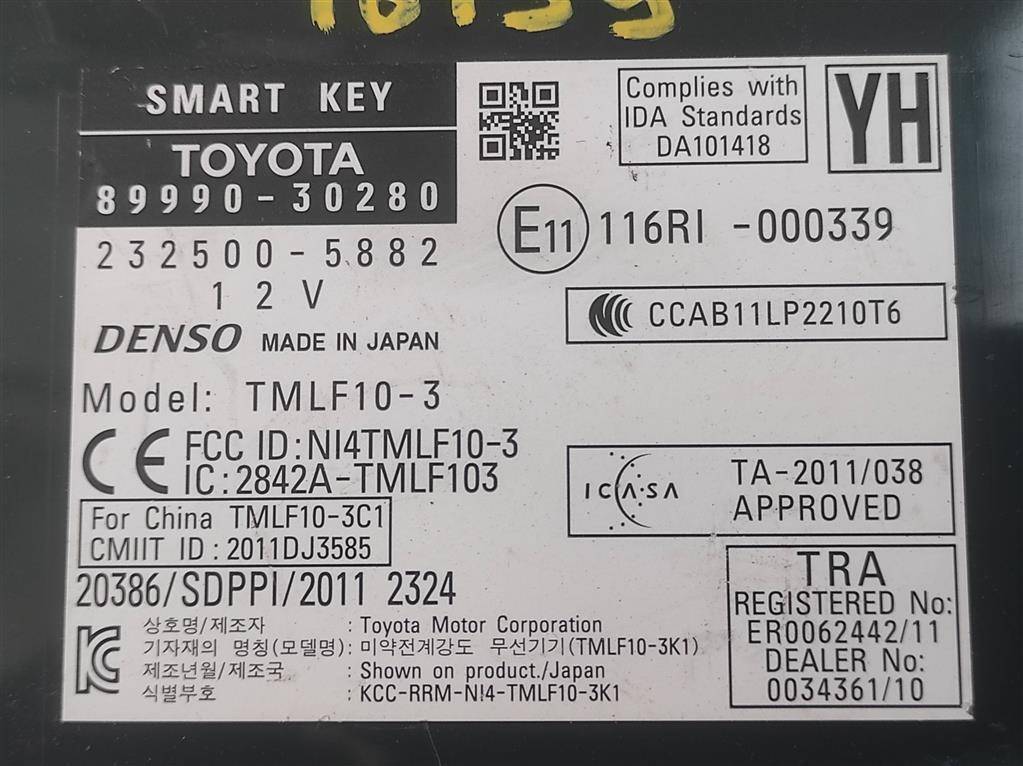 SMART KEY
TOYOTA
89990-30280
232500-5882
12V
DENSO MADE IN JAPAN
Model: TMLF10-3
CE FCC ID:NI4TMLF10-3
IC:2842A-TMLF103
For China TMLF10-3C1
CMIIT ID:2011DJ3585
20386/SDPPI/2011 2324
상호명/제조자 : Toyota Motor Corporation
기자재의 명칭(모델명): 미약전계강도 무선기기(TMLF10-3K1)
제조년월/제조국 : Shown on product./Japan
식별부호 : KCC-RRM-NI4-TMLF10-3K1
Complies with
IDA Standards
DA101418
YH
E11 116RI -000339
CCAB11LP2210T6
ICASA
TA-2011/038
APPROVED
TRA
REGISTERED No:
ER0062442/11
DEALER No:
0034361/10